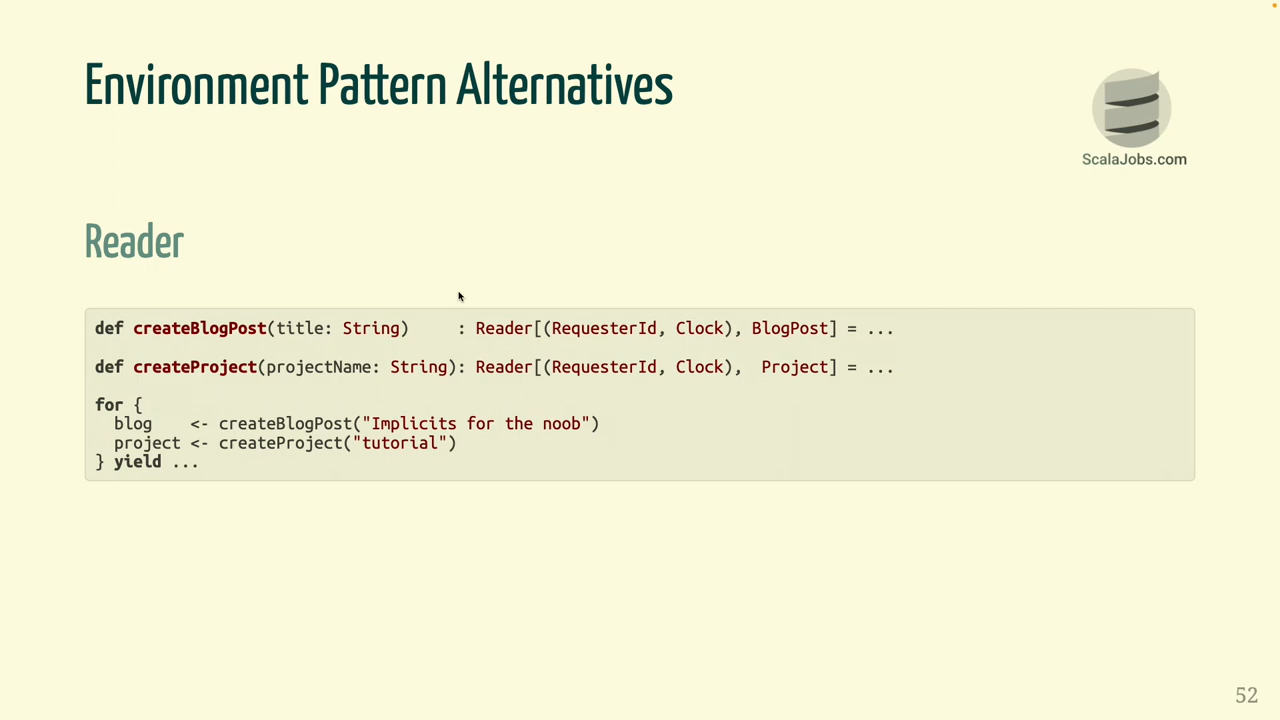 Environment Pattern Alternatives
ScalaJobs.com
Reader
def createBlogPost(title: String)     : Reader[(RequesterId, Clock), BlogPost] = ...
def createProject(projectName: String): Reader[(RequesterId, Clock),  Project] = ...
for {
  blog    <- createBlogPost("Implicits for the noob")
  project <- createProject("tutorial")
} yield ...
52